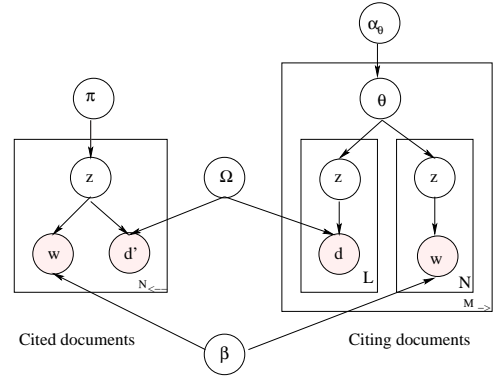 α_θ
π
θ
z
Ω
z
z
w
d'
d
w
N_<--
L
N
M_->
Cited documents
Citing documents
β